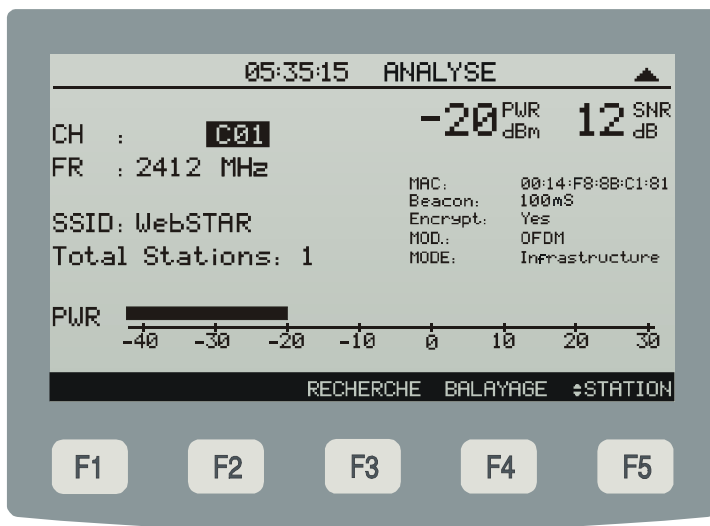 05:35:15 ANALYSE
-20 PWR dBm 12 SNR dB
CH : C01
FR : 2412 MHz
SSID: WebSTAR
Total Stations: 1
MAC: 00:14:F8:8B:C1:81
Beacon: 100mS
Encrypt: Yes
MOD.: OFDM
MODE: Infrastructure
PWR
-40 -30 -20 -10 0 10 20 30
RECHERCHE BALAYAGE ≑STATION
F1 F2 F3 F4 F5